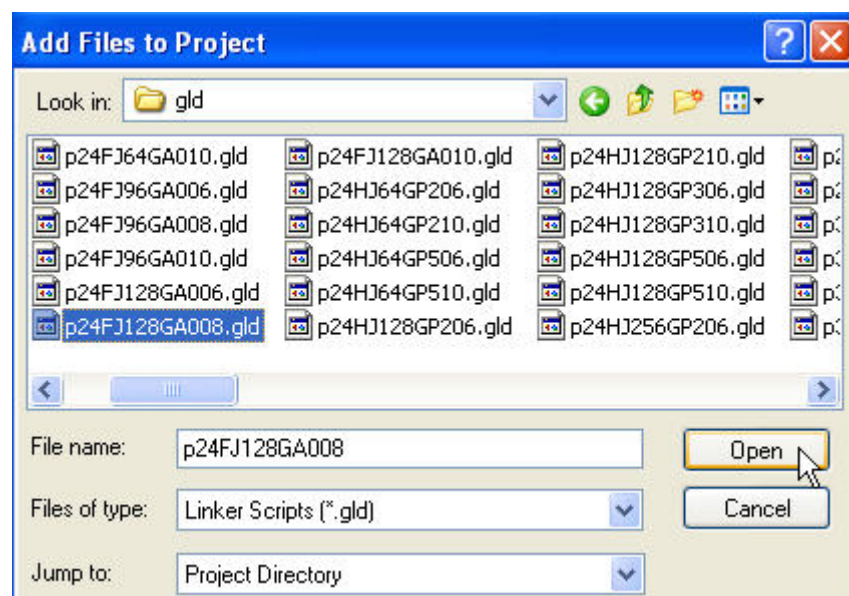 Add Files to Project
Look in: gld
p24FJ64GA010.gld p24FJ128GA010.gld p24HJ128GP210.gld
p24FJ96GA006.gld p24HJ64GP206.gld p24HJ128GP306.gld
p24FJ96GA008.gld p24HJ64GP210.gld p24HJ128GP310.gld
p24FJ96GA010.gld p24HJ64GP506.gld p24HJ128GP506.gld
p24FJ128GA006.gld p24HJ64GP510.gld p24HJ128GP510.gld
p24FJ128GA008.gld p24HJ128GP206.gld p24HJ256GP206.gld
File name: p24FJ128GA008 Open
Files of type: Linker Scripts (*.gld) Cancel
Jump to: Project Directory